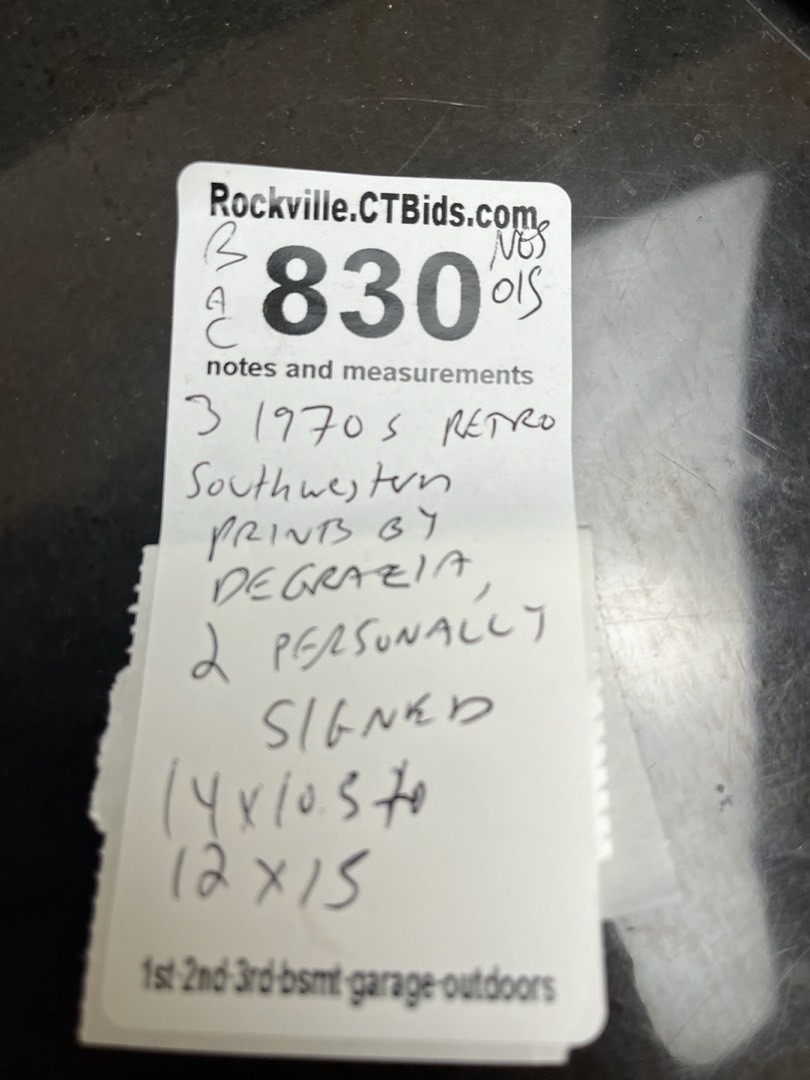 Rockville.CTBids.com
B
A
C
830
015
notes and measurements
3 1970s RETRO
Southwestern
PRINTS BY
DEGRAZIA,
2 PERSONALLY
SIGNED
14x10.5 to
12x15
1st-2nd-3rd-bsmt-garage-outdoors